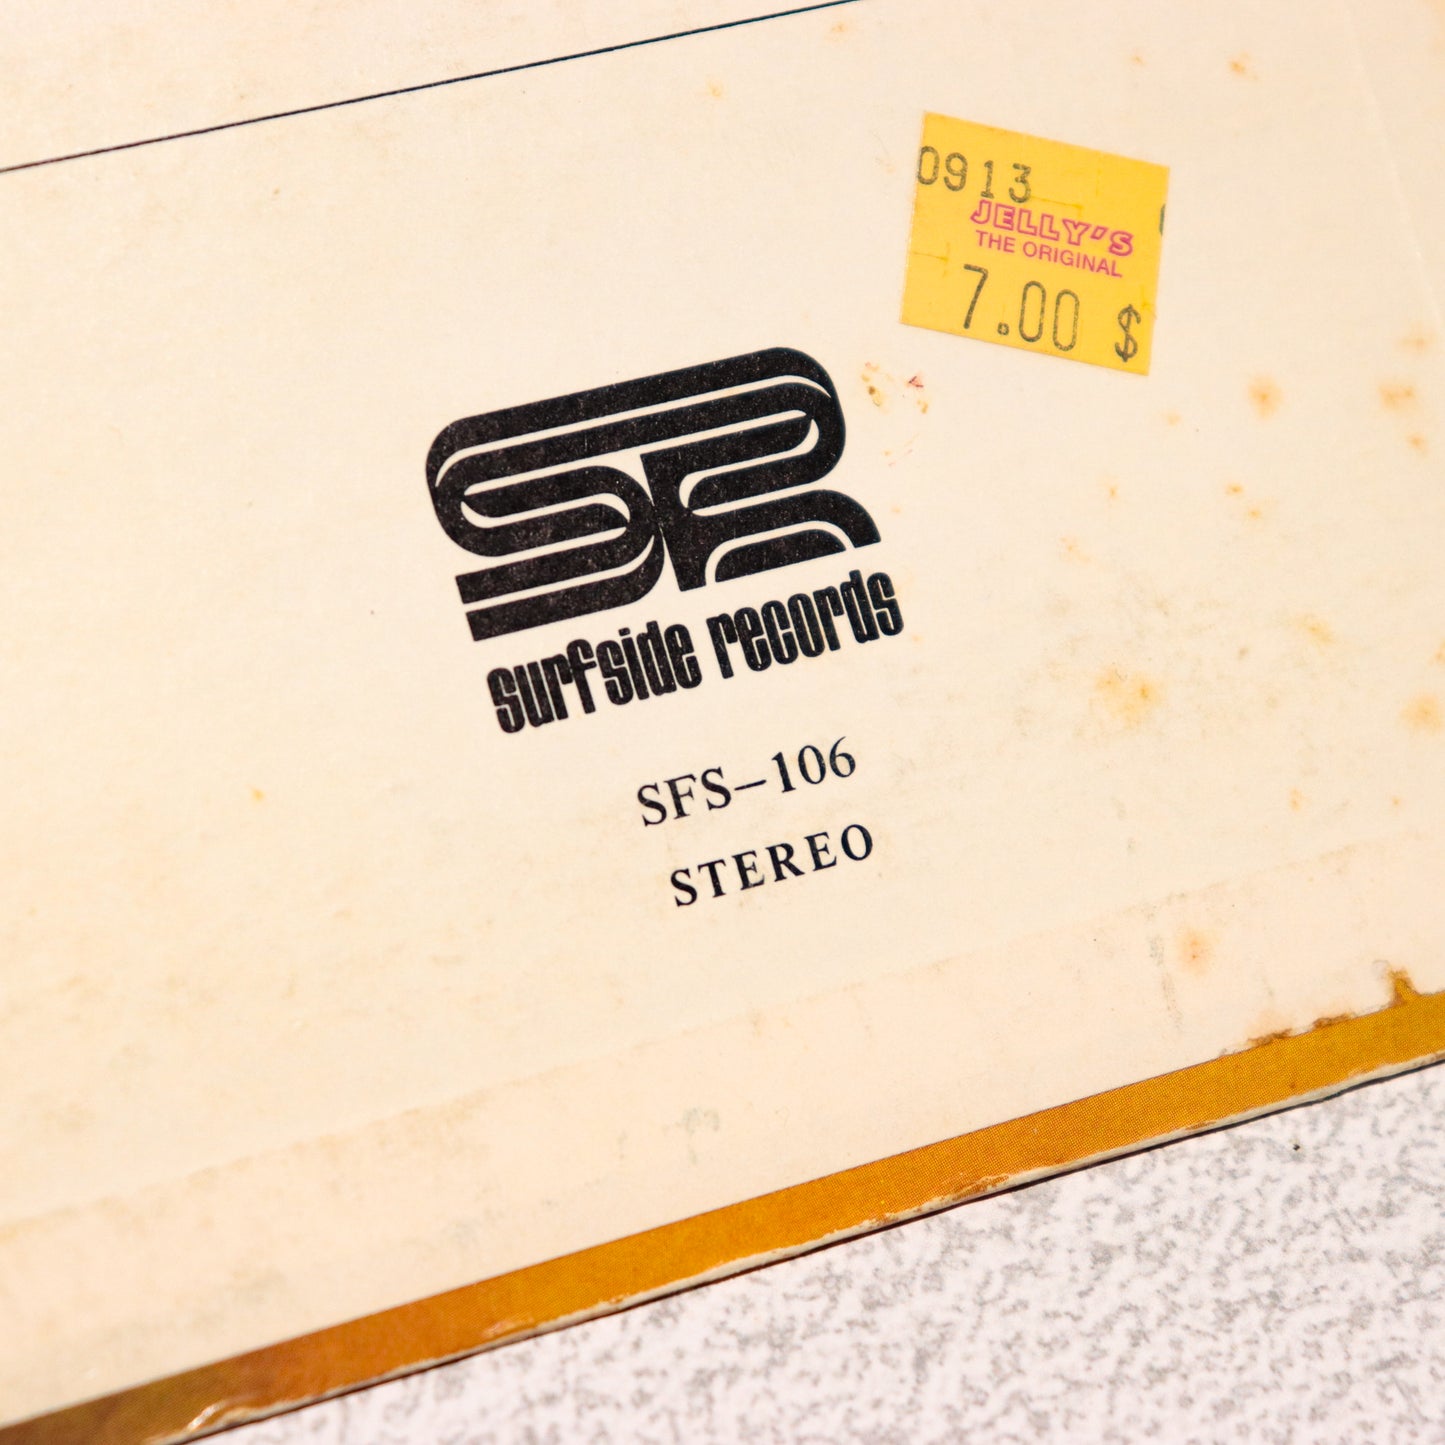 0913
JELLY'S
THE ORIGINAL
7.00 $
SR
surfside records
SFS–106
STEREO